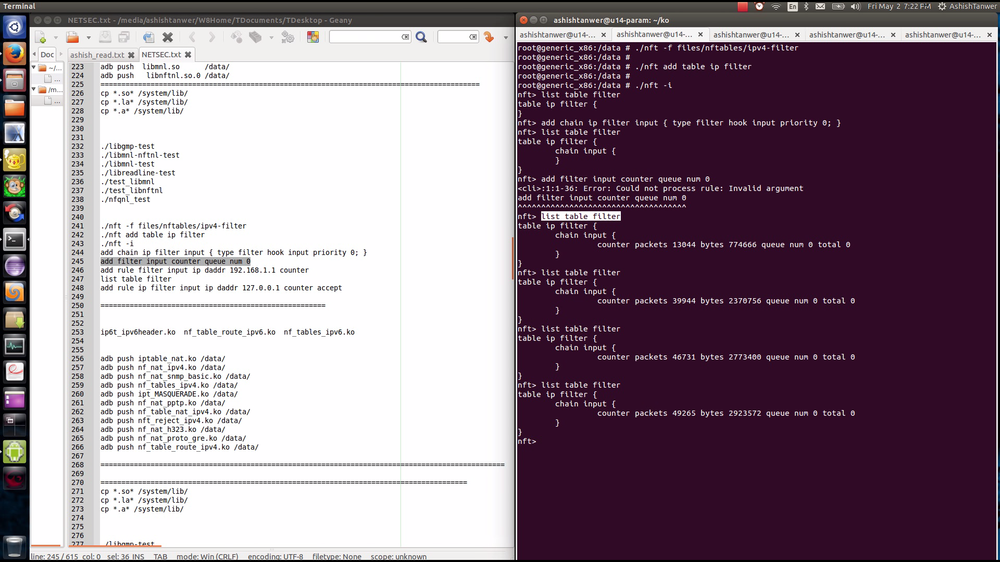 Terminal
En
Fri May 2 7:22 PM
AshishTanwer
NETSEC.txt - /media/ashishtanwer/W8Home/TDocuments/TDesktop - Geany
Doc
ashish_read.txt
NETSEC.txt
~/...
...
/m...
...
223 adb push  libmnl.so      /data/
224 adb push   libnftnl.so.0 /data/
225 ===========================================================================================
226 cp *.so* /system/lib/
227 cp *.la* /system/lib/
228 cp *.a* /system/lib/
229
230
231
232 ./libgmp-test
233 ./libmnl-nftnl-test
234 ./libmnl-test
235 ./libreadline-test
236 ./test_libmnl
237 ./test_libnftnl
238 ./nfqnl_test
239
240
241 ./nft -f files/nftables/ipv4-filter
242 ./nft add table ip filter
243 ./nft -i
244 add chain ip filter input { type filter hook input priority 0; }
245 add filter input counter queue num 0
246 add rule filter input ip daddr 192.168.1.1 counter
247 list table filter
248 add rule ip filter input ip daddr 127.0.0.1 counter accept
249
250 ======================================================
251
252
253 ip6t_ipv6header.ko  nf_table_route_ipv6.ko  nf_tables_ipv6.ko
254
255
256 adb push iptable_nat.ko /data/
257 adb push nf_nat_ipv4.ko /data/
258 adb push nf_nat_snmp_basic.ko /data/
259 adb push nf_tables_ipv4.ko /data/
260 adb push ipt_MASQUERADE.ko /data/
261 adb push nf_nat_pptp.ko /data/
262 adb push nf_table_nat_ipv4.ko /data/
263 adb push nft_reject_ipv4.ko /data/
264 adb push nf_nat_h323.ko /data/
265 adb push nf_nat_proto_gre.ko /data/
266 adb push nf_table_route_ipv4.ko /data/
267
268 =================================================================================================
269
270 ========================================================================================
271 cp *.so* /system/lib/
272 cp *.la* /system/lib/
273 cp *.a* /system/lib/
274
275
276
277 ./libgmp-test
line: 245 / 615  col: 0  sel: 36  INS  TAB  mode: Win (CRLF)  encoding: UTF-8  filetype: None  scope: unknown
ashishtanwer@u14-param: ~/ko
ashishtanwer@u14-...  ashishtanwer@u14-...  ashishtanwer@u14-...  ashishtanwer@u14-...  ashishtanwer@u14-...
root@generic_x86:/data # ./nft -f files/nftables/ipv4-filter
root@generic_x86:/data #
root@generic_x86:/data # ./nft add table ip filter
root@generic_x86:/data #
root@generic_x86:/data # ./nft -i
nft> list table filter
table ip filter {
}
nft> add chain ip filter input { type filter hook input priority 0; }
nft> list table filter
table ip filter {
        chain input {
        }
}
nft> add filter input counter queue num 0
<cli>:1:1-36: Error: Could not process rule: Invalid argument
add filter input counter queue num 0
^^^^^^^^^^^^^^^^^^^^^^^^^^^^^^^^^^^^
nft> list table filter
table ip filter {
        chain input {
                 counter packets 13044 bytes 774666 queue num 0 total 0
        }
}
nft> list table filter
table ip filter {
        chain input {
                 counter packets 39944 bytes 2370756 queue num 0 total 0
        }
}
nft> list table filter
table ip filter {
        chain input {
                 counter packets 46731 bytes 2773400 queue num 0 total 0
        }
}
nft> list table filter
table ip filter {
        chain input {
                 counter packets 49265 bytes 2923572 queue num 0 total 0
        }
}
nft>